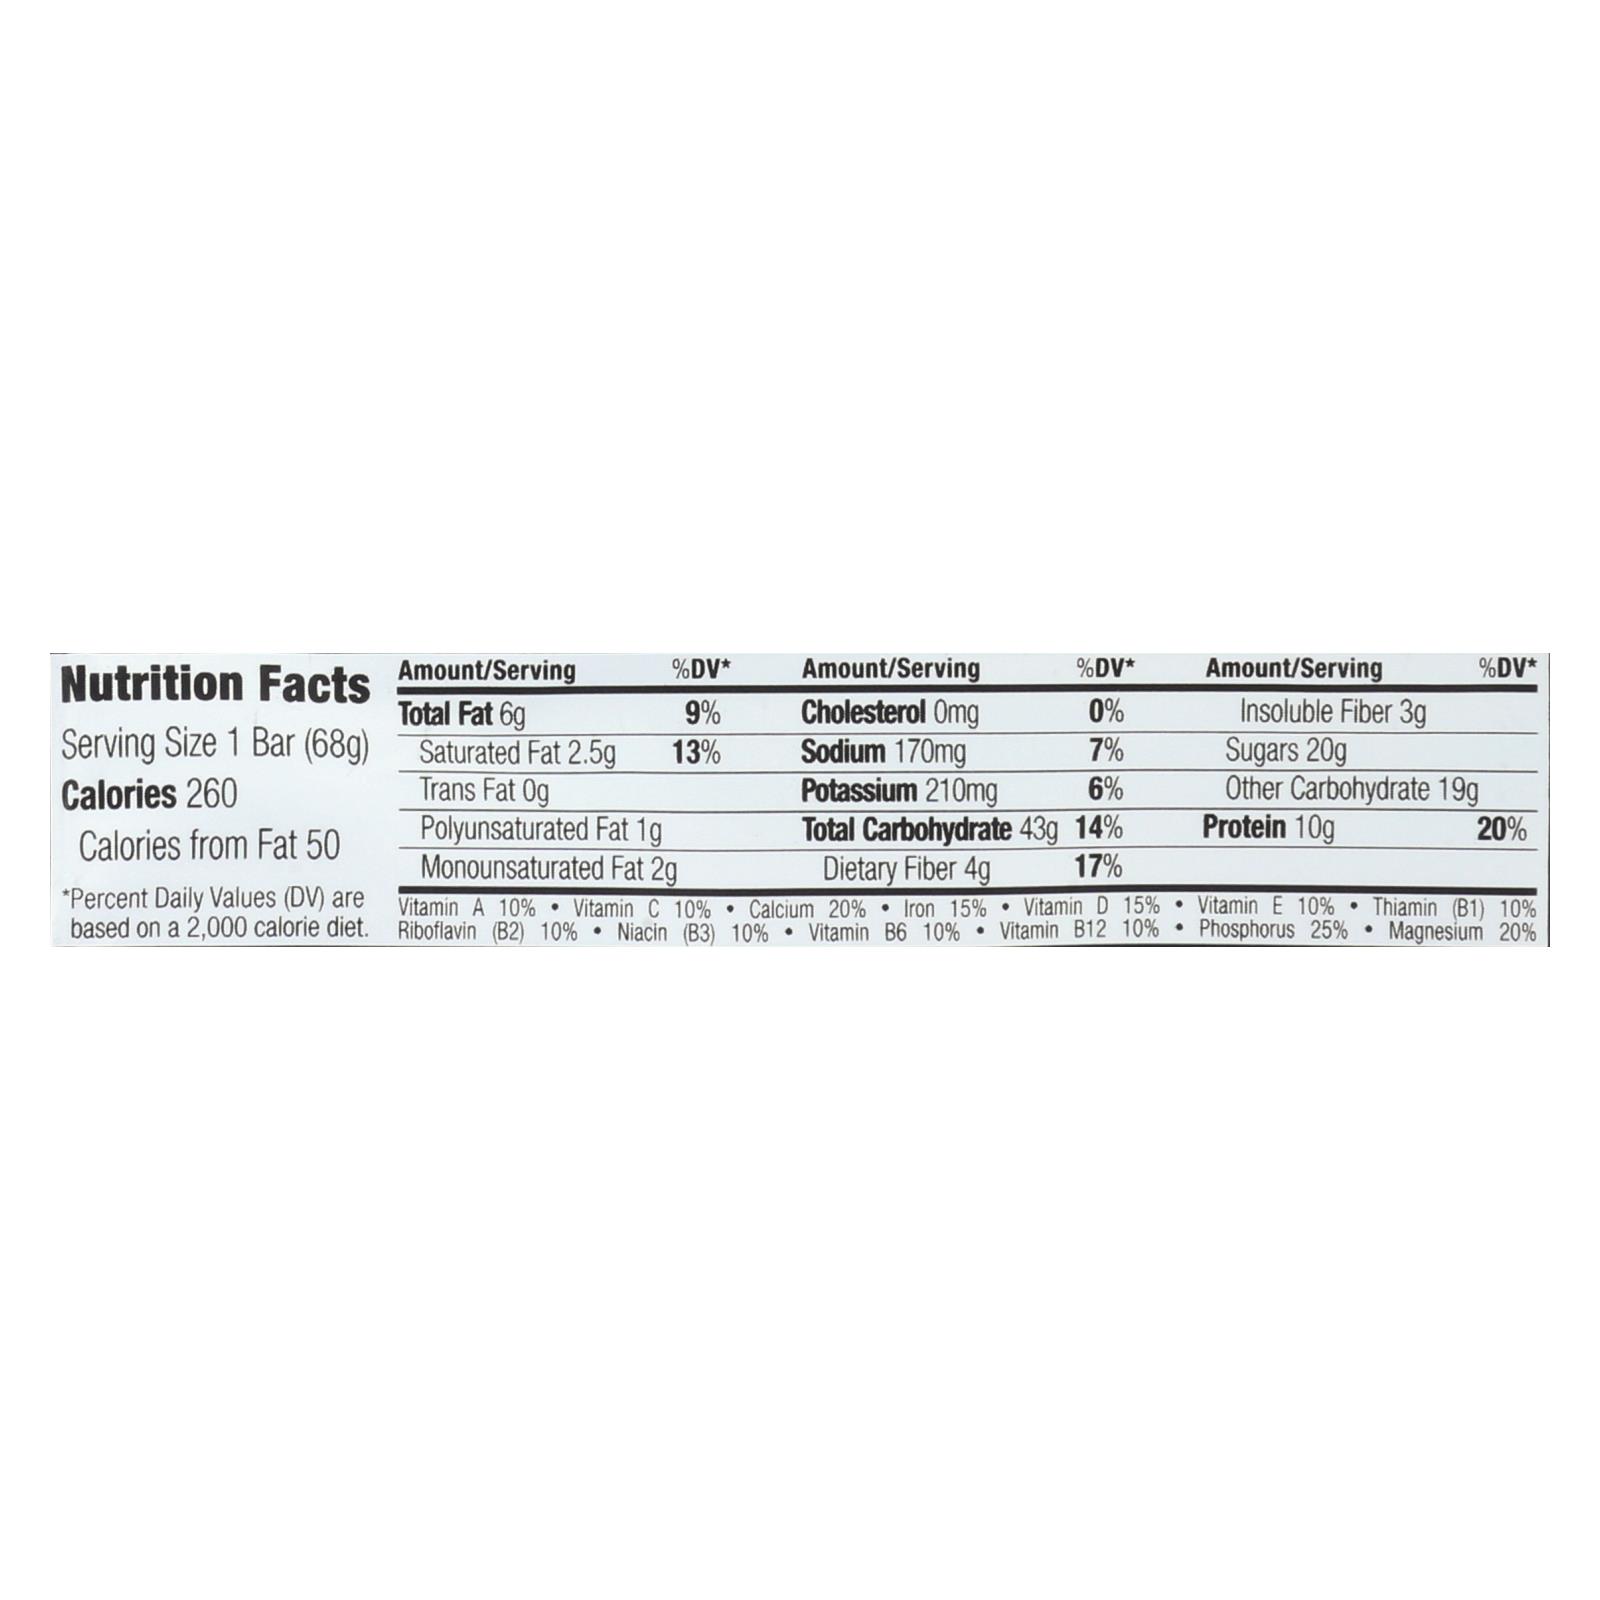 Nutrition Facts
Serving Size 1 Bar (68g)
Calories 260
Calories from Fat 50
*Percent Daily Values (DV) are
based on a 2,000 calorie diet.
Amount/Serving %DV*
Total Fat 6g 9%
Saturated Fat 2.5g 13%
Trans Fat 0g
Polyunsaturated Fat 1g
Monounsaturated Fat 2g
Amount/Serving %DV*
Cholesterol 0mg 0%
Sodium 170mg 7%
Potassium 210mg 6%
Total Carbohydrate 43g 14%
Dietary Fiber 4g 17%
Amount/Serving %DV*
Insoluble Fiber 3g
Sugars 20g
Other Carbohydrate 19g
Protein 10g 20%
Vitamin A 10% • Vitamin C 10% • Calcium 20% • Iron 15% • Vitamin D 15% • Vitamin E 10% • Thiamin (B1) 10%
Riboflavin (B2) 10% • Niacin (B3) 10% • Vitamin B6 10% • Vitamin B12 10% • Phosphorus 25% • Magnesium 20%